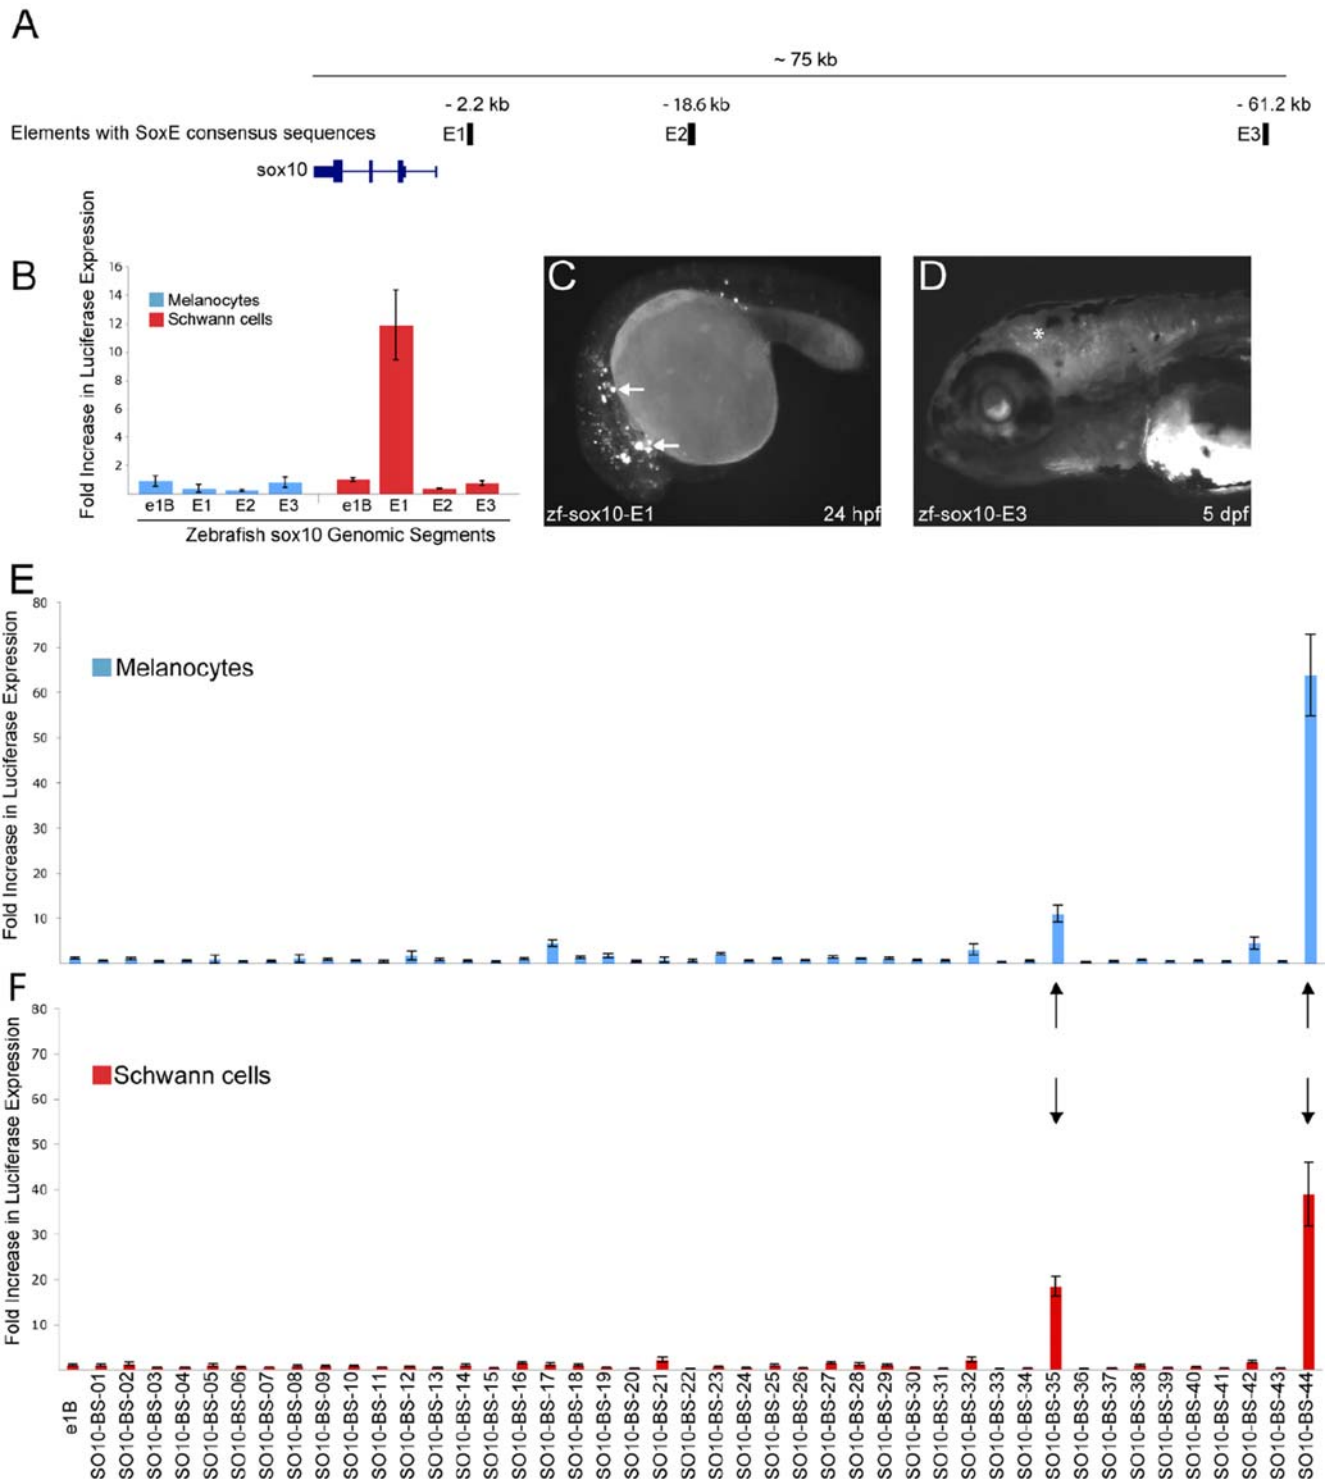 A
~ 75 kb
- 2.2 kb - 18.6 kb - 61.2 kb
Elements with SoxE consensus sequences E1 E2 E3
sox10
B
Fold Increase in Luciferase Expression
16
14
12
10
8
6
4
2
Melanocytes
Schwann cells
e1B E1 E2 E3 e1B E1 E2 E3
Zebrafish sox10 Genomic Segments
C
zf-sox10-E1 24 hpf
D
*
zf-sox10-E3 5 dpf
E
Fold Increase in Luciferase Expression
80
70
60
50
40
30
20
10
Melanocytes
F
Fold Increase in Luciferase Expression
80
70
60
50
40
30
20
10
Schwann cells
e1B
SO10-BS-01
SO10-BS-02
SO10-BS-03
SO10-BS-04
SO10-BS-05
SO10-BS-06
SO10-BS-07
SO10-BS-08
SO10-BS-09
SO10-BS-10
SO10-BS-11
SO10-BS-12
SO10-BS-13
SO10-BS-14
SO10-BS-15
SO10-BS-16
SO10-BS-17
SO10-BS-18
SO10-BS-19
SO10-BS-20
SO10-BS-21
SO10-BS-22
SO10-BS-23
SO10-BS-24
SO10-BS-25
SO10-BS-26
SO10-BS-27
SO10-BS-28
SO10-BS-29
SO10-BS-30
SO10-BS-31
SO10-BS-32
SO10-BS-33
SO10-BS-34
SO10-BS-35
SO10-BS-36
SO10-BS-37
SO10-BS-38
SO10-BS-39
SO10-BS-40
SO10-BS-41
SO10-BS-42
SO10-BS-43
SO10-BS-44